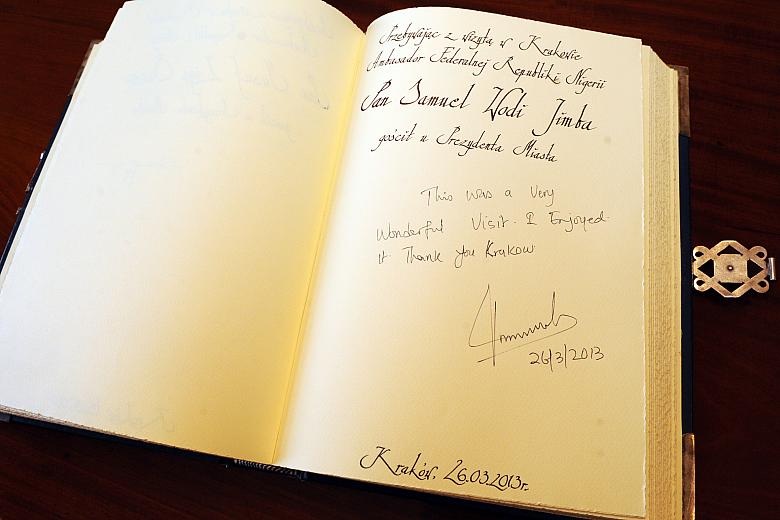 Przebywając z wizytą w Krakowie
Ambasador Federalnej Republiki Nigerii
Pan Samuel Wodi Jimba
gościł u Prezydenta Miasta
This was a Very
Wonderful Visit. I Enjoyed.
It Thank you Krakow
26/3/2013
Kraków, 26.03.2013r.